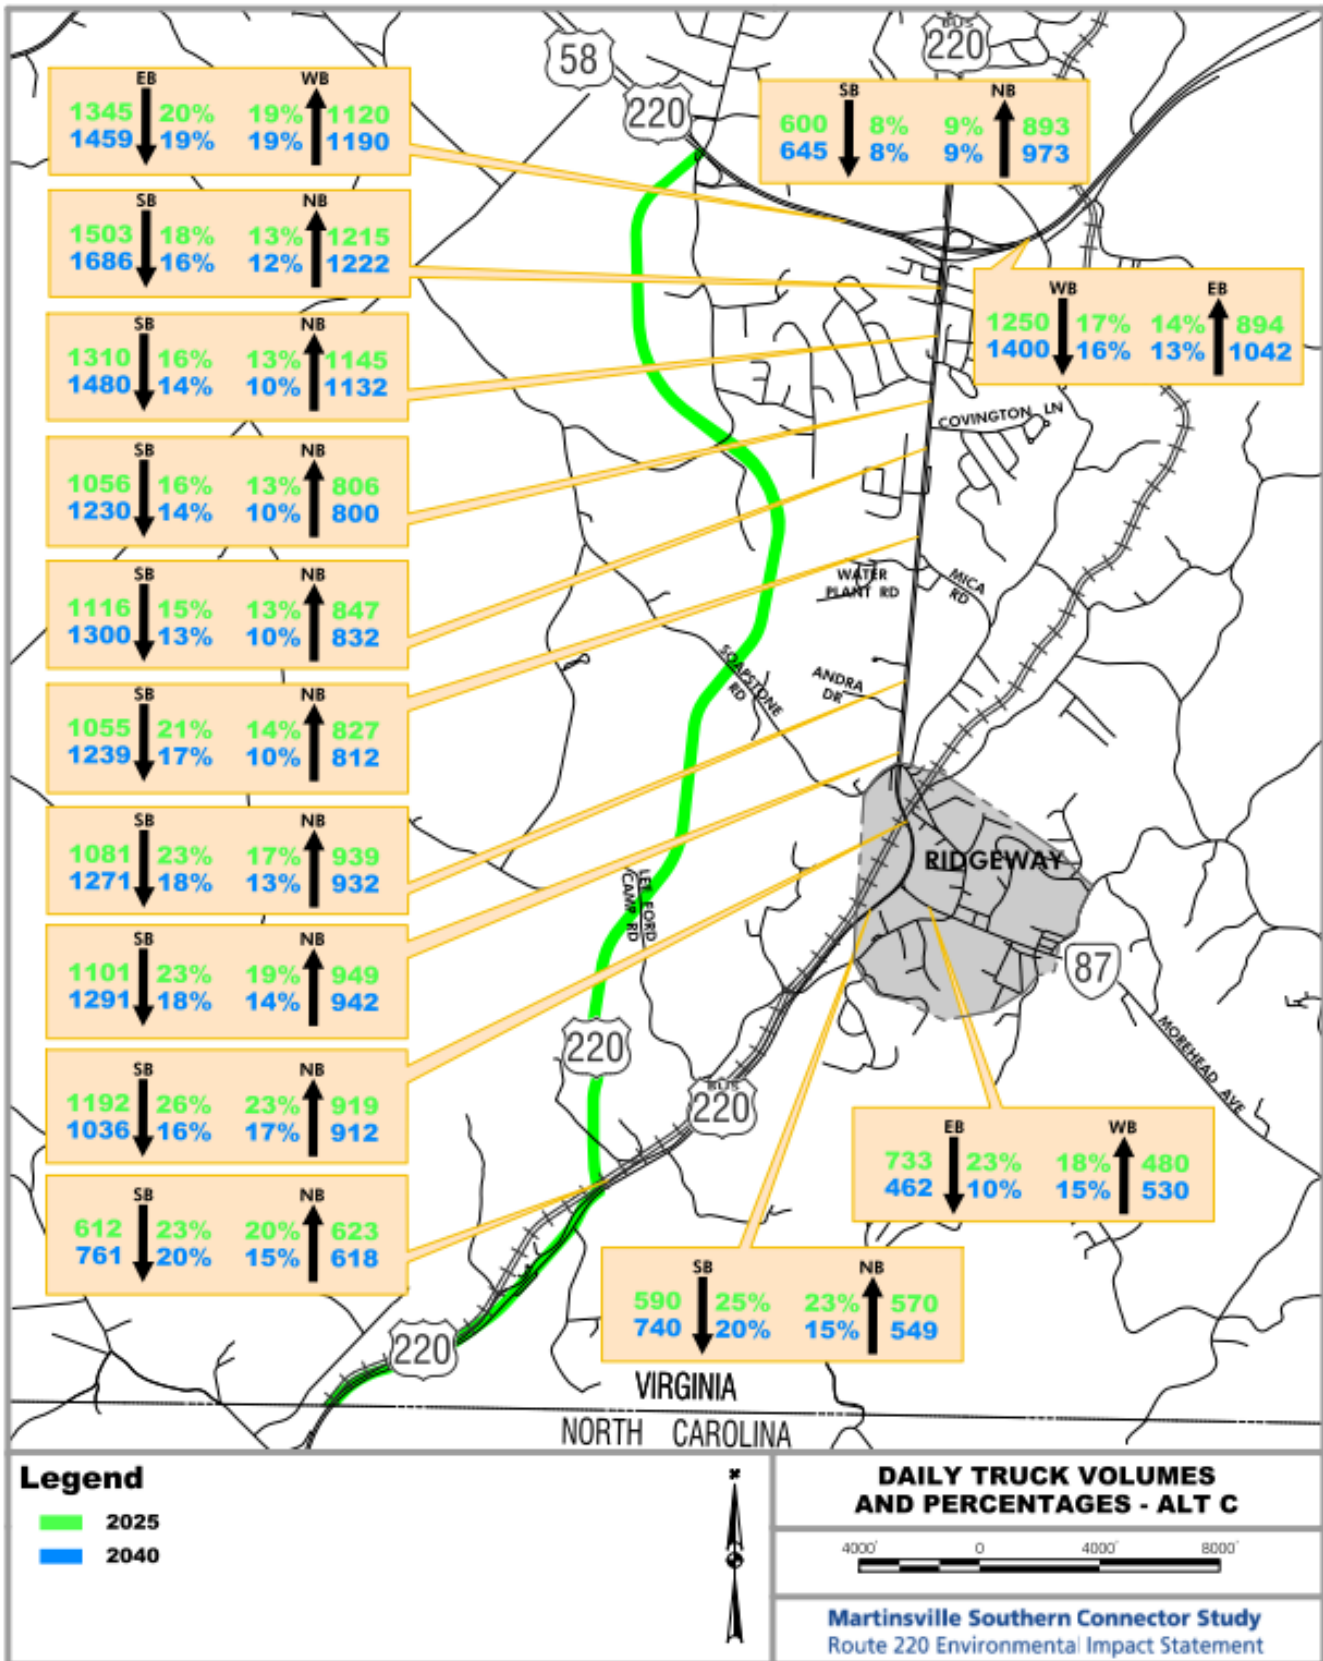 58
220
BUS
220
EB WB
1345 20% 19% 1120
1459 19% 19% 1190
SB NB
600 8% 9% 893
645 8% 9% 973
SB NB
1503 18% 13% 1215
1686 16% 12% 1222
WB EB
1250 17% 14% 894
1400 16% 13% 1042
SB NB
1310 16% 13% 1145
1480 14% 10% 1132
COVINGTON LN
SB NB
1056 16% 13% 806
1230 14% 10% 800
SB NB
1116 15% 13% 847
1300 13% 10% 832
WATER
PLANT RD
MICA
RD
SOAPSTONE
RD
ANDRA
DR
SB NB
1055 21% 14% 827
1239 17% 10% 812
SB NB
1081 23% 17% 939
1271 18% 13% 932
RIDGEWAY
LEY FORD
CAMP RD
SB NB
1101 23% 19% 949
1291 18% 14% 942
87
MOREHEAD AVE
220
BUS
220
SB NB
1192 26% 23% 919
1036 16% 17% 912
EB WB
733 23% 18% 480
462 10% 15% 530
SB NB
612 23% 20% 623
761 20% 15% 618
SB NB
590 25% 23% 570
740 20% 15% 549
220
VIRGINIA
NORTH CAROLINA
Legend
2025
2040
DAILY TRUCK VOLUMES
AND PERCENTAGES - ALT C
4000' 0 4000' 8000'
Martinsville Southern Connector Study
Route 220 Environmental Impact Statement